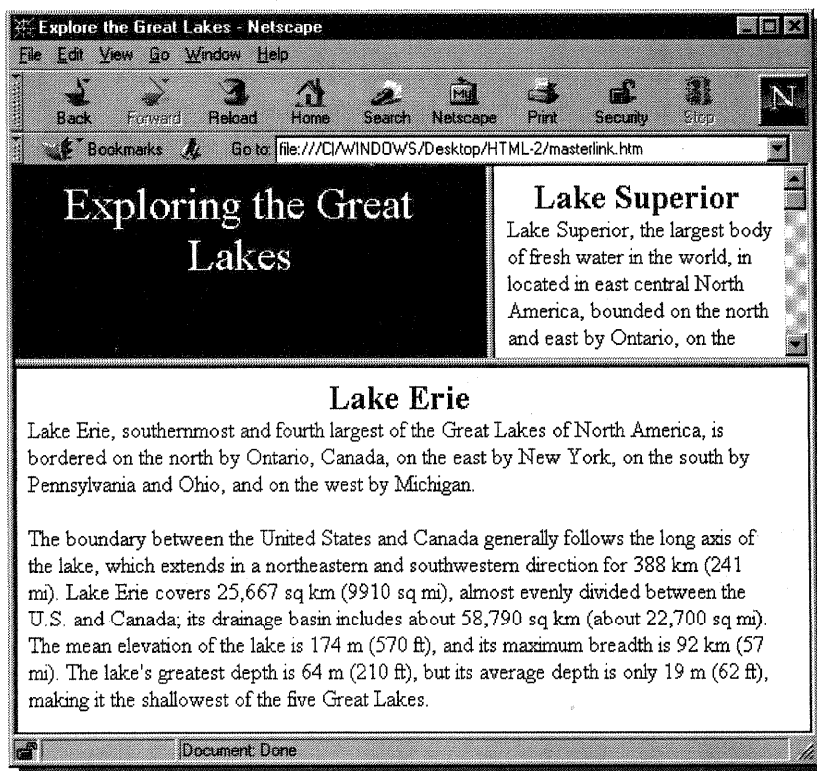 Explore the Great Lakes - Netscape
File Edit View Go Window Help
Back Forward Reload Home Search Netscape Print Security Stop
My
N
Bookmarks Go to: file:///C|/WINDOWS/Desktop/HTML-2/masterlink.htm
Exploring the Great
Lakes
Lake Superior
Lake Superior, the largest body
of fresh water in the world, in
located in east central North
America, bounded on the north
and east by Ontario, on the
Lake Erie
Lake Erie, southernmost and fourth largest of the Great Lakes of North America, is
bordered on the north by Ontario, Canada, on the east by New York, on the south by
Pennsylvania and Ohio, and on the west by Michigan.
The boundary between the United States and Canada generally follows the long axis of
the lake, which extends in a northeastern and southwestern direction for 388 km (241
mi). Lake Erie covers 25,667 sq km (9910 sq mi), almost evenly divided between the
U.S. and Canada; its drainage basin includes about 58,790 sq km (about 22,700 sq mi).
The mean elevation of the lake is 174 m (570 ft), and its maximum breadth is 92 km (57
mi). The lake's greatest depth is 64 m (210 ft), but its average depth is only 19 m (62 ft),
making it the shallowest of the five Great Lakes.
Document: Done